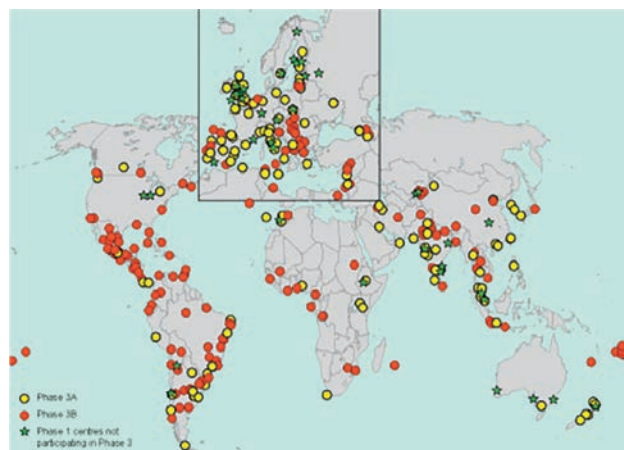 Phase 3A
Phase 3B
Phase 1 centres not
participating in Phase 3